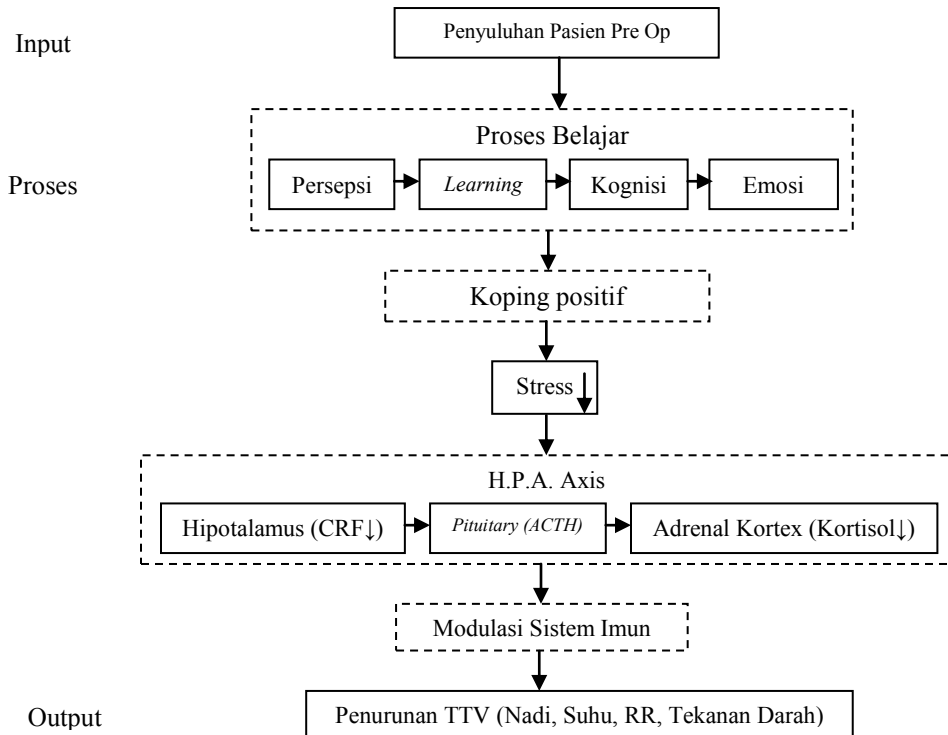 Input
Penyuluhan Pasien Pre Op
Proses
Proses Belajar
Persepsi
Learning
Kognisi
Emosi
Koping positif
Stress
H.P.A. Axis
Hipotalamus (CRF↓)
Pituitary (ACTH)
Adrenal Kortex (Kortisol↓)
Modulasi Sistem Imun
Output
Penurunan TTV (Nadi, Suhu, RR, Tekanan Darah)